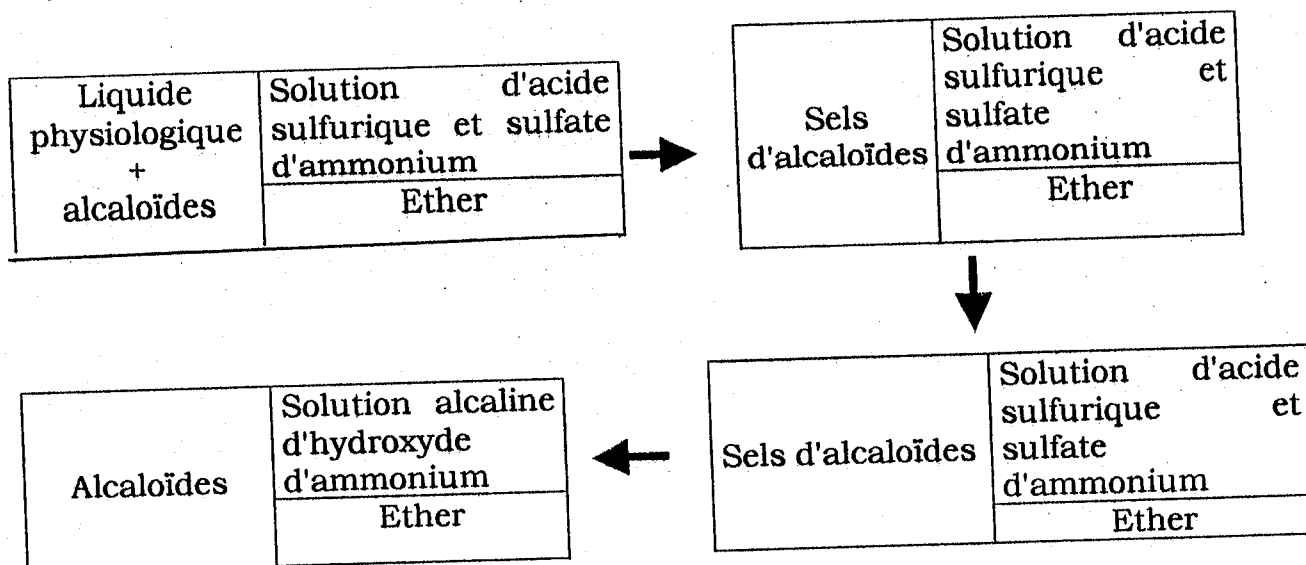 Liquide
physiologique
+
alcaloïdes
Solution d'acide
sulfurique et sulfate
d'ammonium
Ether
Sels
d'alcaloïdes
Solution d'acide
sulfurique et
sulfate
d'ammonium
Ether
Sels d'alcaloïdes
Solution d'acide
sulfurique et
sulfate
d'ammonium
Ether
Alcaloïdes
Solution alcaline
d'hydroxyde
d'ammonium
Ether